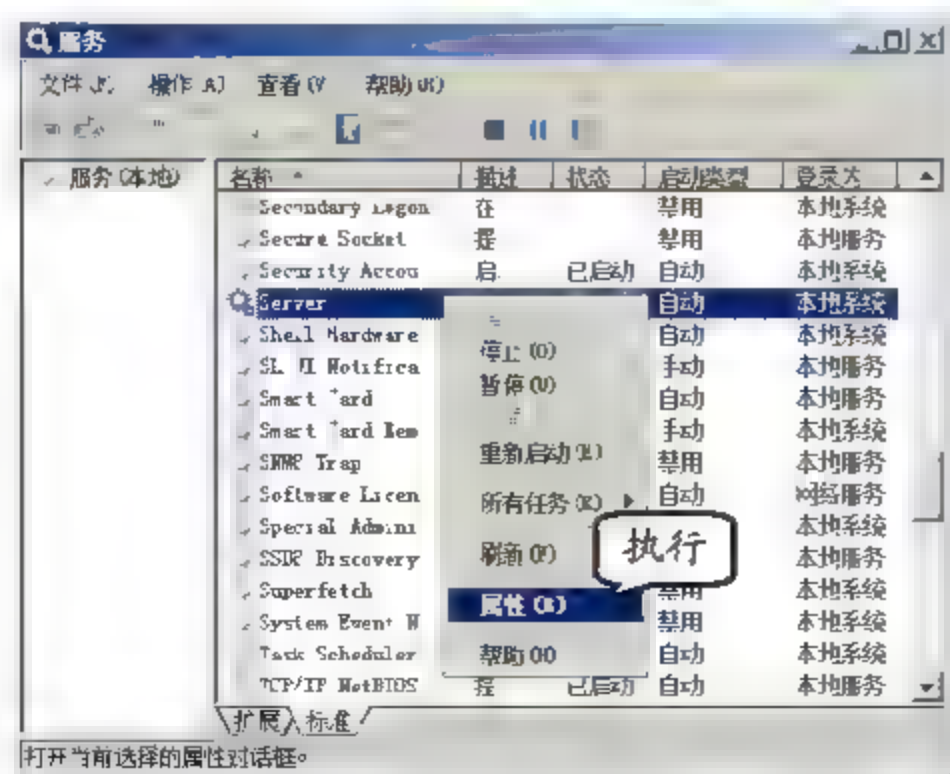 服务
文件(F) 操作(A) 查看(V) 帮助(H)
服务(本地)
名称 描述 状态 启动类型 登录为
Secondary Logon 在 禁用 本地系统
Secure Socket 提 禁用 本地服务
Security Accou 启 已启动 自动 本地系统
Server 自动 本地系统
Shell Hardware 自动 本地系统
SL UI Notifica 手动 本地服务
Smart Card 自动 本地服务
Smart Card Rem 手动 本地系统
SNMP Trap 禁用 本地服务
Software Licen 自动 网络服务
Special Admini 本地系统
SSDP Discovery 本地服务
Superfetch 禁用 本地系统
System Event N 禁用 本地系统
Task Scheduler 自动 本地系统
TCP/IP NetBIOS 提 已启动 自动 本地服务
停止(O)
暂停(U)
重新启动(E)
所有任务(K)
刷新(F)
属性(R)
帮助(H)
执行
扩展 标准
打开当前选择的属性对话框。